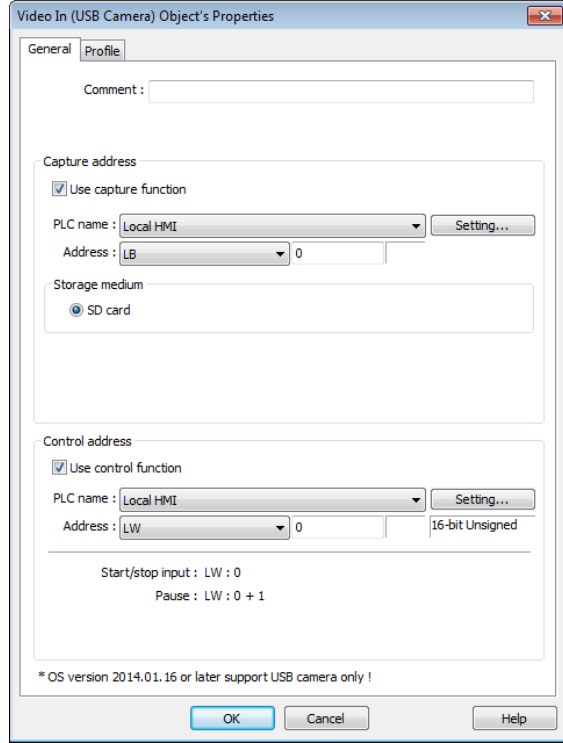 Video In (USB Camera) Object's Properties
General Profile
Comment :
Capture address
Use capture function
PLC name : Local HMI Setting...
Address : LB 0
Storage medium
SD card
Control address
Use control function
PLC name : Local HMI Setting...
Address : LW 0 16-bit Unsigned
Start/stop input : LW : 0
Pause : LW : 0 + 1
* OS version 2014.01.16 or later support USB camera only !
OK Cancel Help